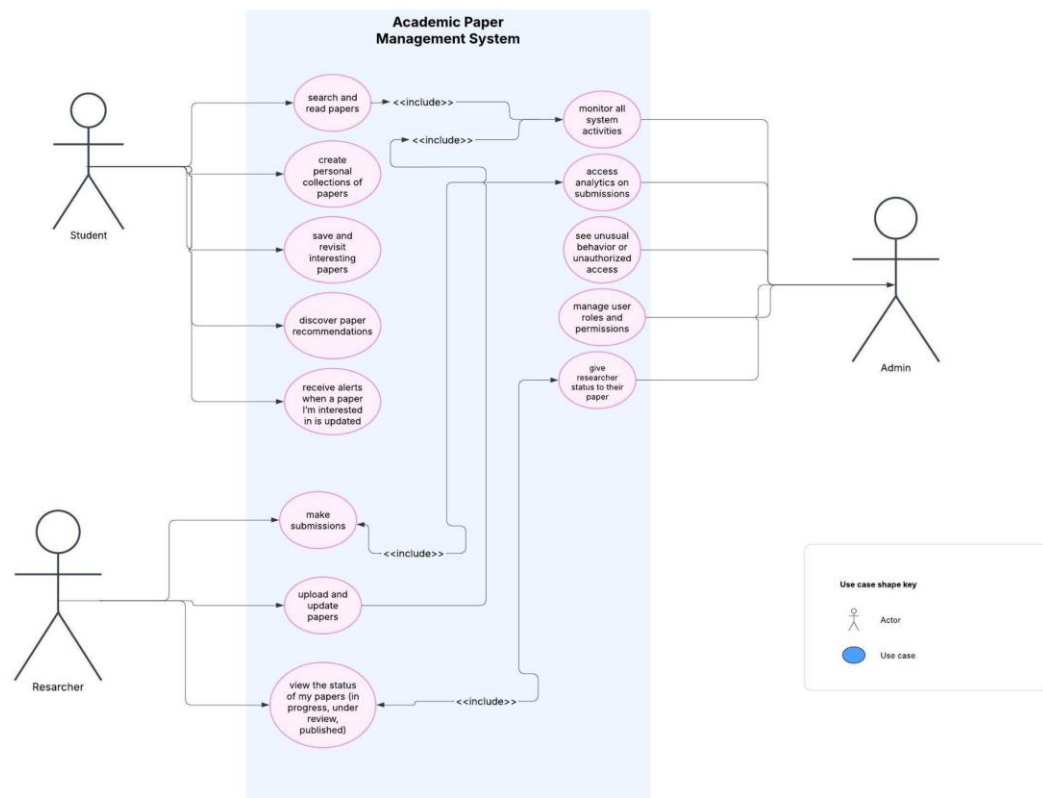 Academic Paper
Management System
Student
search and
read papers
<<include>>
<<include>>
monitor all
system
activities
create
personal
collections of
papers
access
analytics on
submissions
save and
revisit
interesting
papers
see unusual
behavior or
unauthorized
access
discover paper
recommendations
manage user
roles and
permissions
receive alerts
when a paper
I'm interested
in is updated
give
researcher
status to their
paper
Admin
Resarcher
make
submissions
<<include>>
upload and
update
papers
view the status
of my papers (in
progress, under
review,
published)
<<include>>
Use case shape key
Actor
Use case